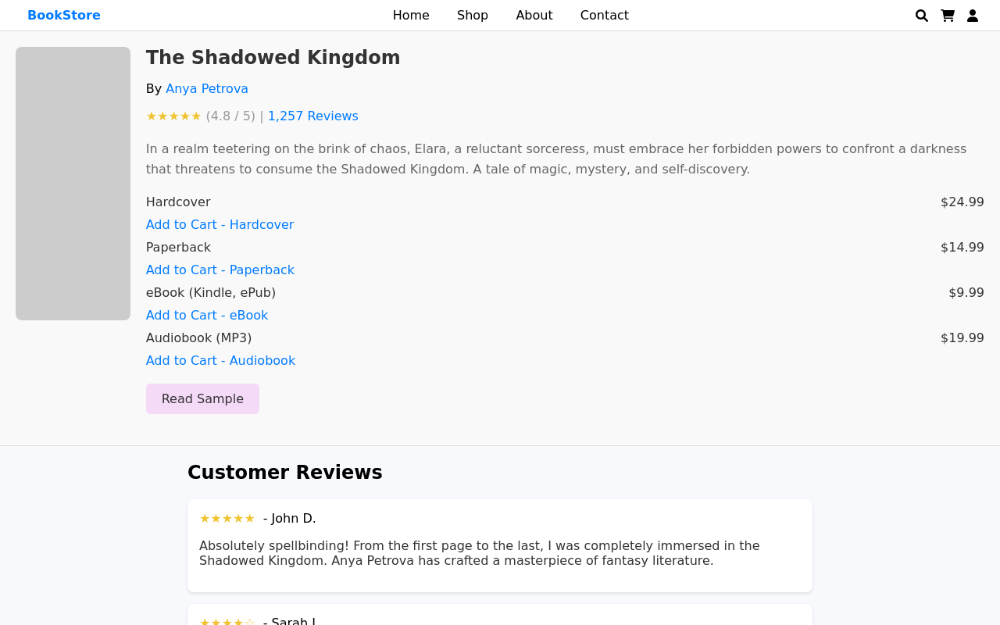 BookStore Home Shop About Contact
The Shadowed Kingdom
By Anya Petrova
★★★★★ (4.8 / 5) | 1,257 Reviews
In a realm teetering on the brink of chaos, Elara, a reluctant sorceress, must embrace her forbidden powers to confront a darkness
that threatens to consume the Shadowed Kingdom. A tale of magic, mystery, and self-discovery.
Hardcover $24.99
Add to Cart - Hardcover
Paperback $14.99
Add to Cart - Paperback
eBook (Kindle, ePub) $9.99
Add to Cart - eBook
Audiobook (MP3) $19.99
Add to Cart - Audiobook
Read Sample
Customer Reviews
★★★★★ - John D.
Absolutely spellbinding! From the first page to the last, I was completely immersed in the
Shadowed Kingdom. Anya Petrova has crafted a masterpiece of fantasy literature.
★★★★☆ - Sarah